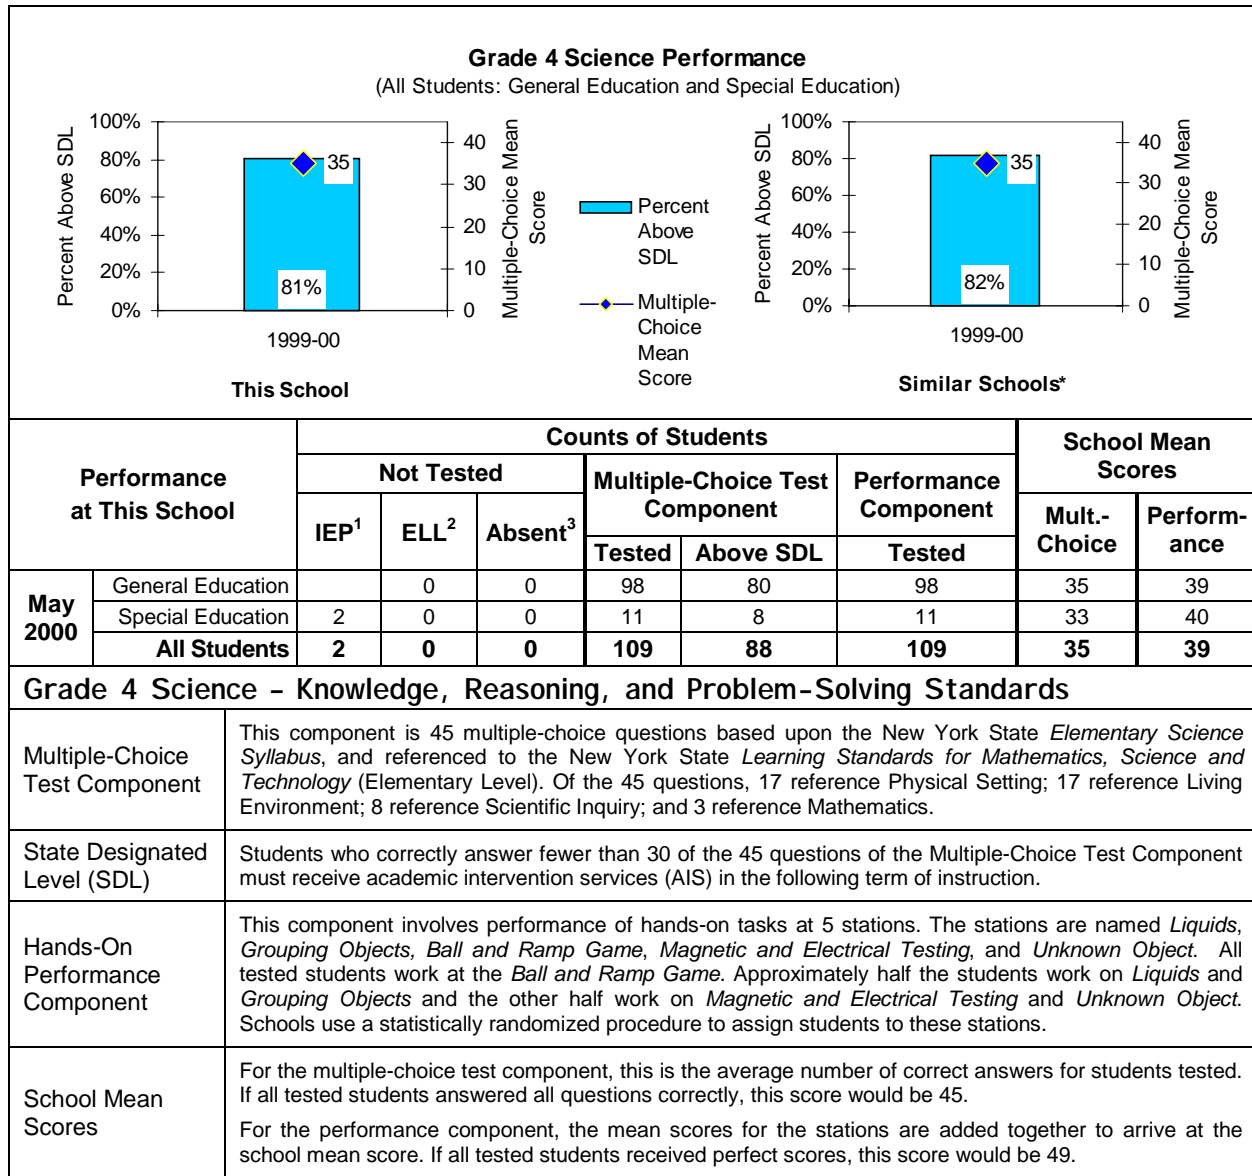 Grade 4 Science Performance
(All Students: General Education and Special Education)
Percent Above SDL
100%
80%
60%
40%
20%
0%
35
81%
40
30
20
10
0
Multiple-Choice Mean
Score
1999-00
This School
Percent
Above
SDL
Multiple-
Choice
Mean
Score
Percent Above SDL
100%
80%
60%
40%
20%
0%
35
82%
40
30
20
10
0
Multiple-Choice Mean
Score
1999-00
Similar Schools*
Performance
at This School
Counts of Students
School Mean
Scores
Not Tested
Multiple-Choice Test
Component
Performance
Component
IEP1 ELL2 Absent3
Mult.-
Choice
Perform-
ance
Tested Above SDL Tested
May
2000
General Education 0 0 98 80 98 35 39
Special Education 2 0 0 11 8 11 33 40
All Students 2 0 0 109 88 109 35 39
Grade 4 Science – Knowledge, Reasoning, and Problem-Solving Standards
Multiple-Choice
Test Component
This component is 45 multiple-choice questions based upon the New York State Elementary Science
Syllabus, and referenced to the New York State Learning Standards for Mathematics, Science and
Technology (Elementary Level). Of the 45 questions, 17 reference Physical Setting; 17 reference Living
Environment; 8 reference Scientific Inquiry; and 3 reference Mathematics.
State Designated
Level (SDL)
Students who correctly answer fewer than 30 of the 45 questions of the Multiple-Choice Test Component
must receive academic intervention services (AIS) in the following term of instruction.
Hands-On
Performance
Component
This component involves performance of hands-on tasks at 5 stations. The stations are named Liquids,
Grouping Objects, Ball and Ramp Game, Magnetic and Electrical Testing, and Unknown Object. All
tested students work at the Ball and Ramp Game. Approximately half the students work on Liquids and
Grouping Objects and the other half work on Magnetic and Electrical Testing and Unknown Object.
Schools use a statistically randomized procedure to assign students to these stations.
School Mean
Scores
For the multiple-choice test component, this is the average number of correct answers for students tested.
If all tested students answered all questions correctly, this score would be 45.
For the performance component, the mean scores for the stations are added together to arrive at the
school mean score. If all tested students received perfect scores, this score would be 49.